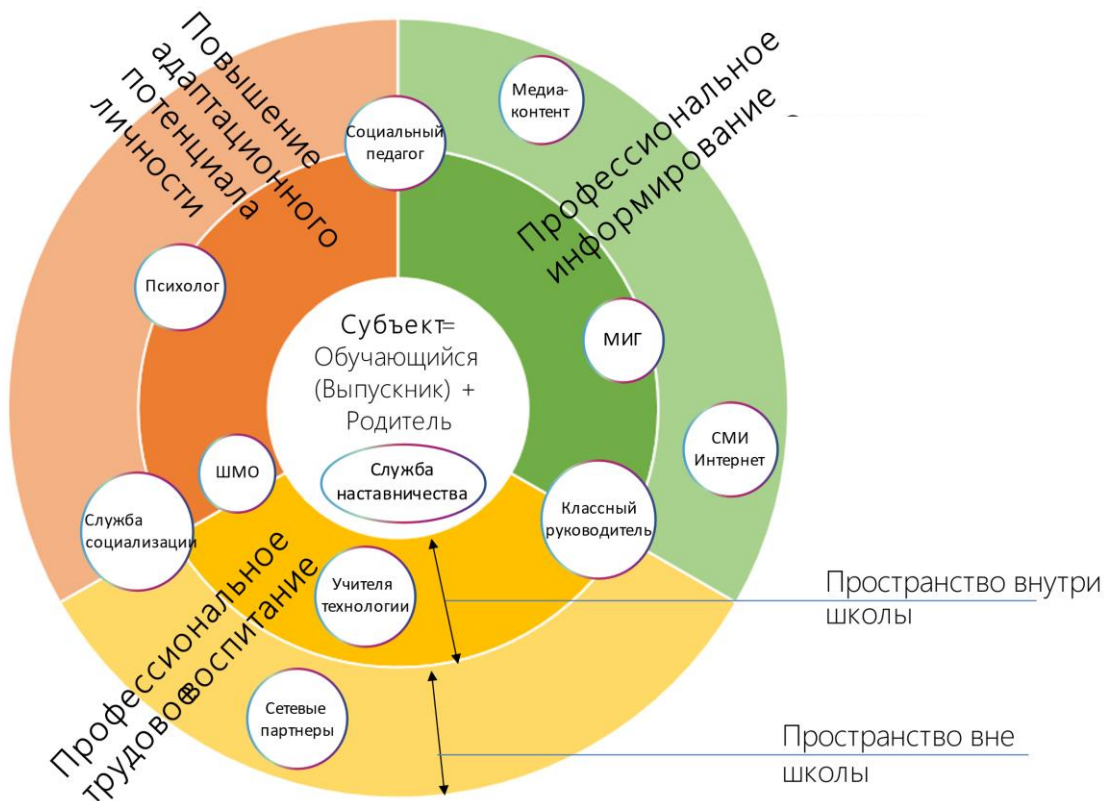 Повышение
адаптационного
потенциала
личности
Профессиональное
информирование
Медиа-
контент
Социальный
педагог
Психолог
МИГ
СМИ
Интернет
Субъект=
Обучающийся
(Выпускник) +
Родитель
Служба
наставничества
ШМО
Служба
социализации
Классный
руководитель
Учителя
технологии
Сетевые
партнеры
Профессиональное
трудовое воспитание
Пространство внутри
школы
Пространство вне
школы